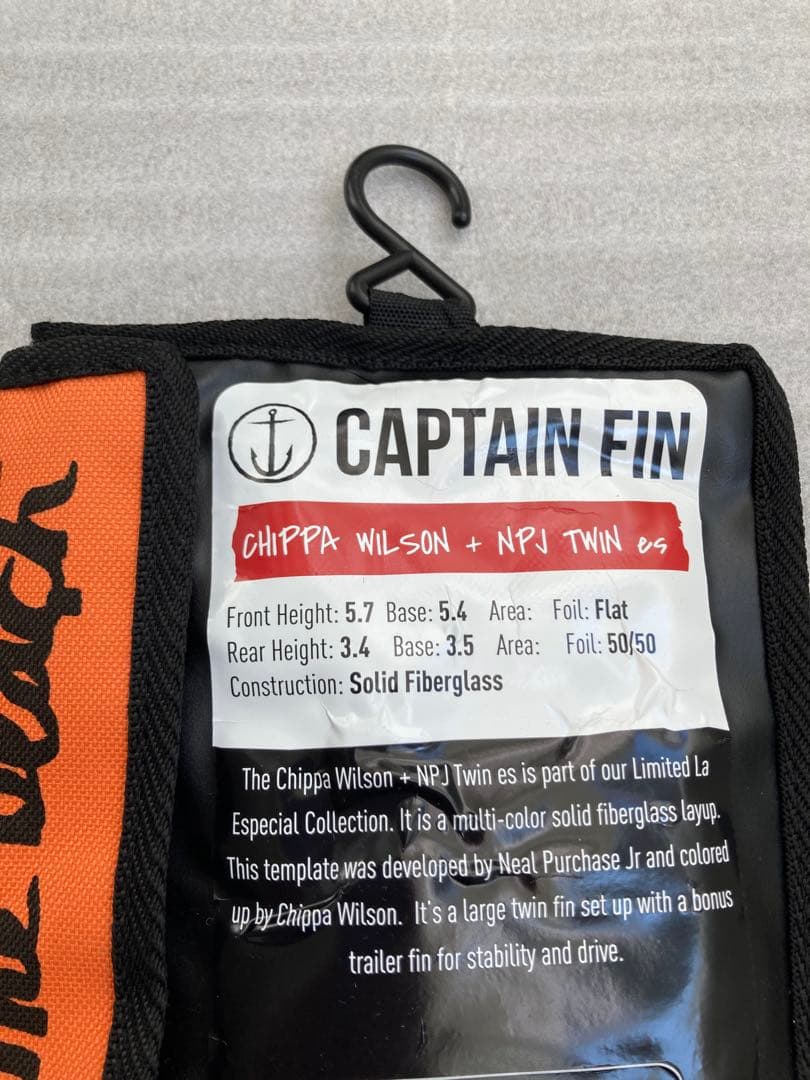 CAPTAIN FIN
CHIPPA WILSON + NPJ TWIN es
Front Height: 5.7 Base: 5.4 Area: Foil: Flat
Rear Height: 3.4 Base: 3.5 Area: Foil: 50/50
Construction: Solid Fiberglass
The Chippa Wilson + NPJ Twin es is part of our Limited La
Especial Collection. It is a multi-color solid fiberglass layup.
This template was developed by Neal Purchase Jr and colored
up by Chippa Wilson. It's a large twin fin set up with a bonus
trailer fin for stability and drive.